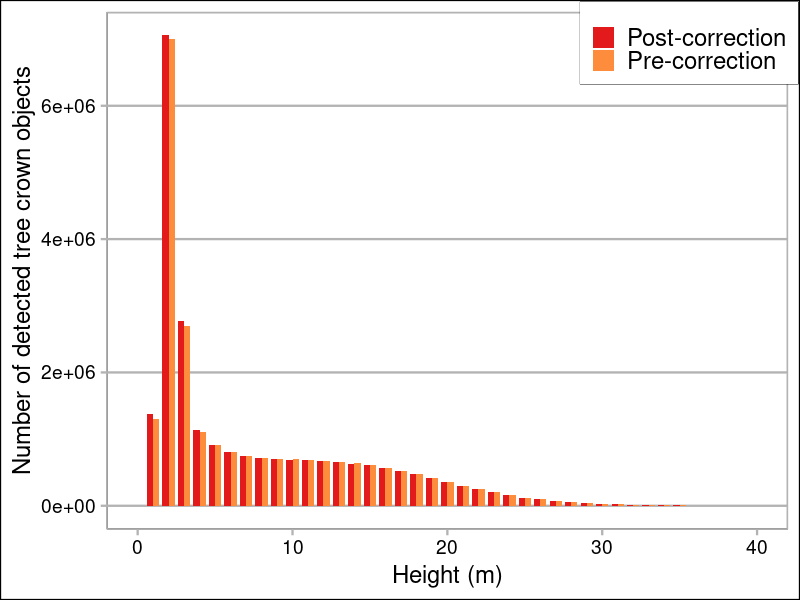 Post-correction
Pre-correction
Number of detected tree crown objects
6e+06
4e+06
2e+06
0e+00
0 10 20 30 40
Height (m)